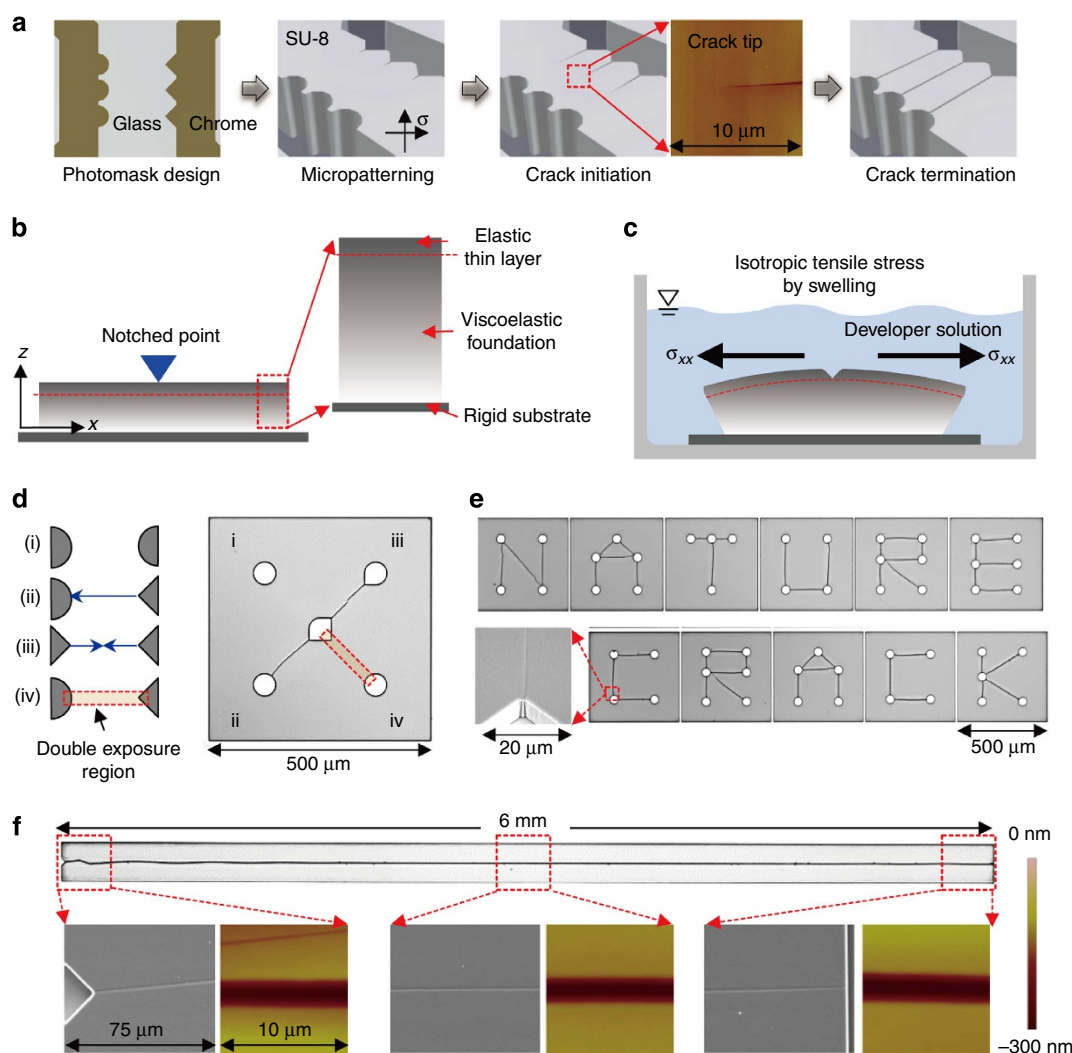 a
SU-8
Crack tip
σ
Glass
Chrome
10 μm
Photomask design
Micropatterning
Crack initiation
Crack termination
b
Elastic
thin layer
Notched point
Viscoelastic
foundation
z
x
Rigid substrate
c
Isotropic tensile stress
by swelling
Developer solution
σxx
σxx
d
(i)
(ii)
(iii)
(iv)
Double exposure
region
i
iii
ii
iv
500 μm
e
NATURE
CRACK
20 μm
500 μm
f
6 mm
0 nm
75 μm
10 μm
–300 nm